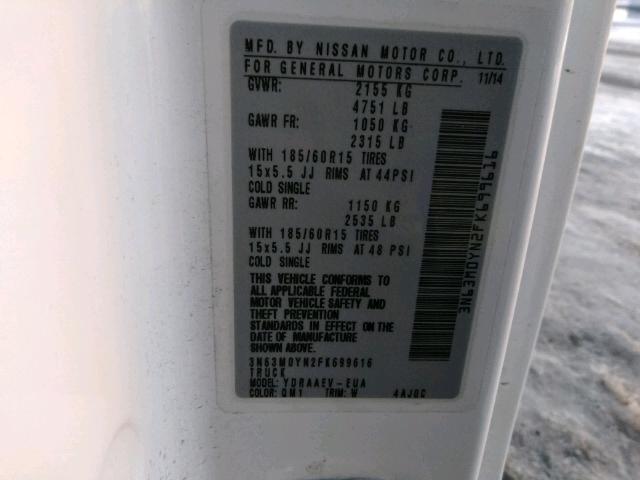 MFD. BY NISSAN MOTOR CO., LTD.
FOR GENERAL MOTORS CORP. 11/14
GVWR: 2155 KG
4751 LB
GAWR FR: 1050 KG
2315 LB
WITH 185/60R15 TIRES
15x5.5 JJ RIMS AT 44PSI
COLD SINGLE
GAWR RR: 1150 KG
2535 LB
WITH 185/60R15 TIRES
15x5.5 JJ RIMS AT 48 PSI
COLD SINGLE
THIS VEHICLE CONFORMS TO
ALL APPLICABLE FEDERAL
MOTOR VEHICLE SAFETY AND
THEFT PREVENTION
STANDARDS IN EFFECT ON THE
DATE OF MANUFACTURE
SHOWN ABOVE.
3N63M0YN2FK699616
TRUCK
MODEL: YDRAAEV-EUA
COLOR: QM1 TRIM: W 4AJ0C
3N63M0YN2FK699616